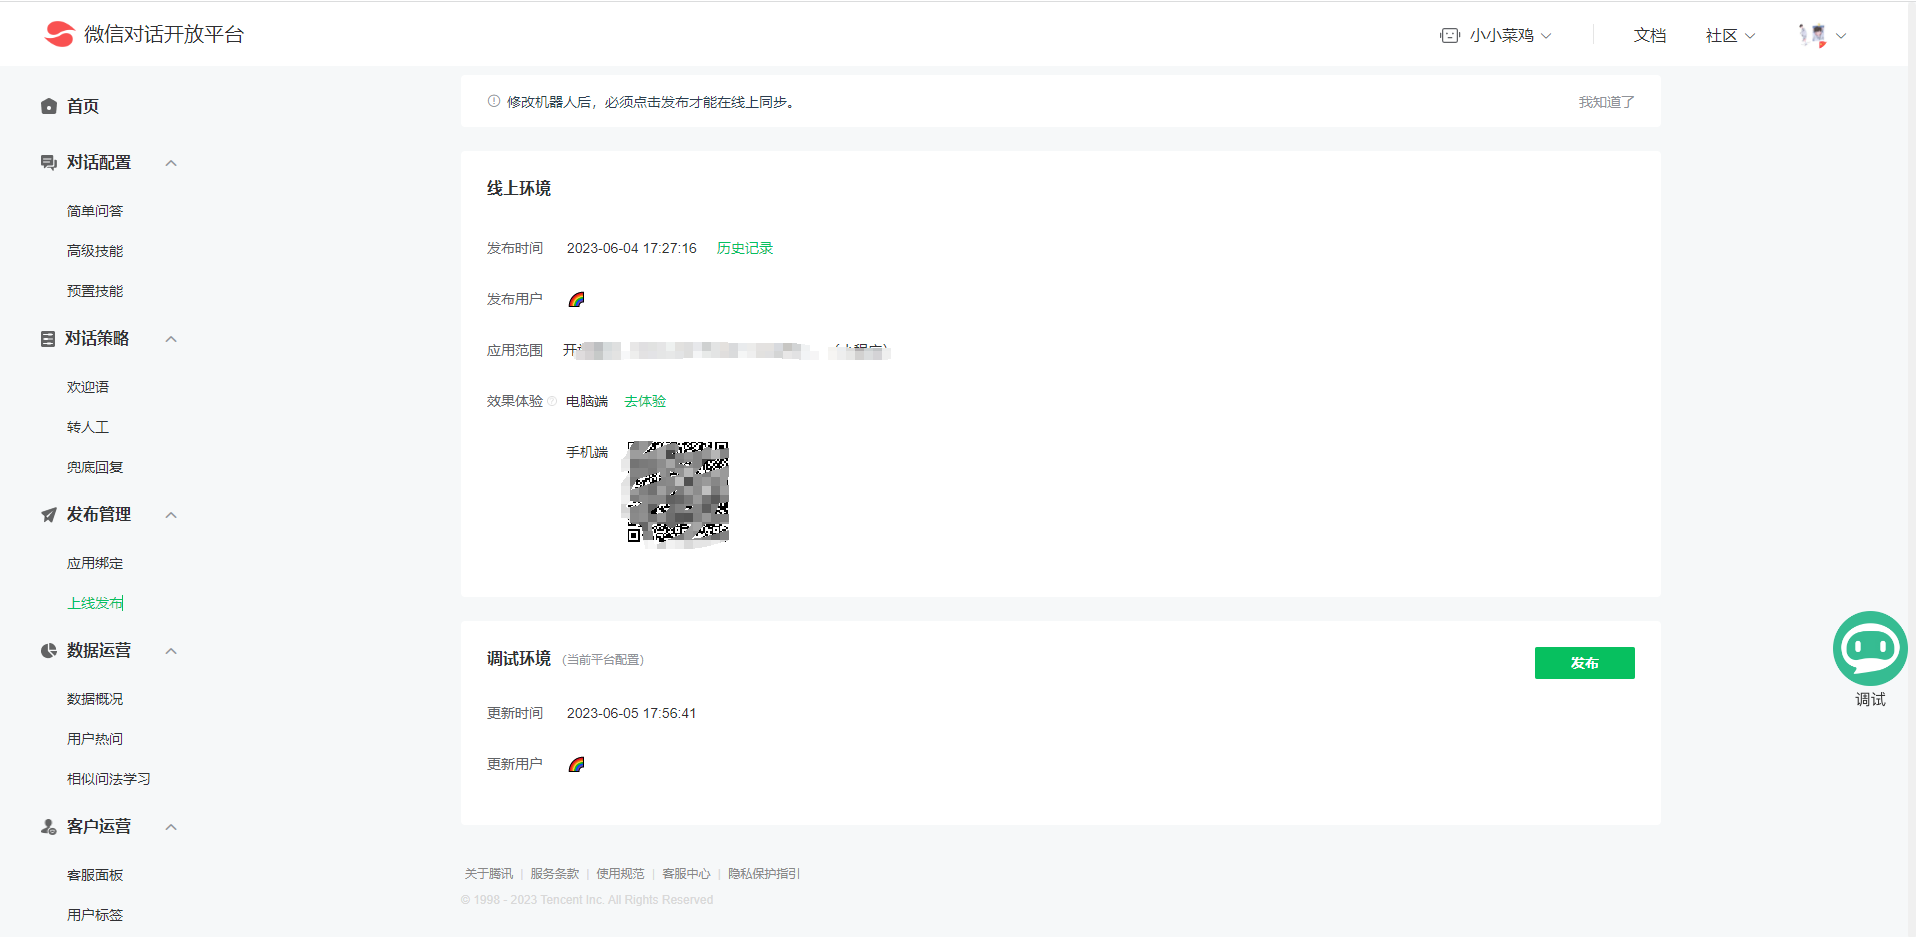 微信对话开放平台
小小菜鸡
文档
社区
首页
对话配置
简单问答
高级技能
预置技能
对话策略
欢迎语
转人工
兜底回复
发布管理
应用绑定
上线发布
数据运营
数据概况
用户热问
相似问法学习
客户运营
客服面板
用户标签
修改机器人后，必须点击发布才能在线上同步。
我知道了
线上环境
发布时间 2023-06-04 17:27:16 历史记录
发布用户
应用范围 开
效果体验 电脑端 去体验
手机端
调试环境 (当前平台配置)
发布
更新时间 2023-06-05 17:56:41
更新用户
调试
关于腾讯 | 服务条款 | 使用规范 | 客服中心 | 隐私保护指引
© 1998 - 2023 Tencent Inc. All Rights Reserved